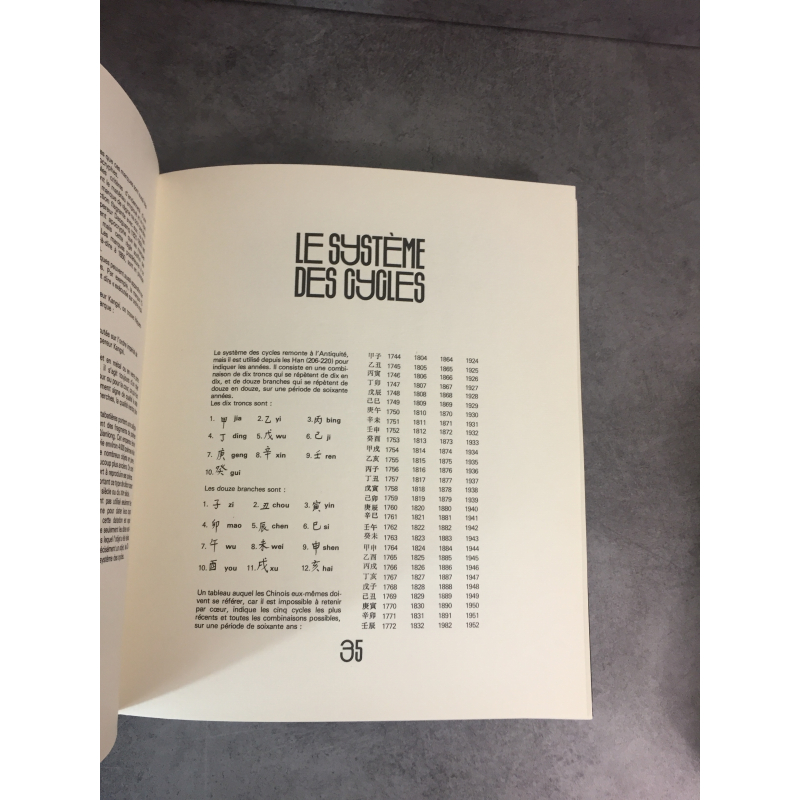 LE SYSTÈME
DES CYCLES
Le système des cycles remonte à l'Antiquité,
mais il est utilisé depuis les Han (206-220) pour
indiquer les années. Il consiste en une combi-
naison de dix troncs qui se répètent de dix en
dix, et de douze branches qui se répètent de
douze en douze, sur une période de soixante
années.
Les dix troncs sont :
1. 甲 jia 2. 乙 yi 3. 丙 bing
4. 丁 ding 5. 戊 wu 6. 己 ji
7. 庚 geng 8. 辛 xin 9. 壬 ren
10. 癸 gui
Les douze branches sont :
1. 子 zi 2. 丑 chou 3. 寅 yin
4. 卯 mao 5. 辰 chen 6. 巳 si
7. 午 wu 8. 未 wei 9. 申 shen
10. 酉 you 11. 戌 xu 12. 亥 hai
Un tableau auquel les Chinois eux-mêmes doi-
vent se référer, car il est impossible à retenir
par cœur, indique les cinq cycles les plus
récents et toutes les combinaisons possibles,
sur une période de soixante ans :
甲子 1744 1804 1864 1924
乙丑 1745 1805 1865 1925
丙寅 1746 1806 1866 1926
丁卯 1747 1807 1867 1927
戊辰 1748 1808 1868 1928
己巳 1749 1809 1869 1929
庚午 1750 1810 1870 1930
辛未 1751 1811 1871 1931
壬申 1752 1812 1872 1932
癸酉 1753 1813 1873 1933
甲戌 1754 1814 1874 1934
乙亥 1755 1815 1875 1935
丙子 1756 1816 1876 1936
丁丑 1757 1817 1877 1937
戊寅 1758 1818 1878 1938
己卯 1759 1819 1879 1939
庚辰 1760 1820 1880 1940
辛巳 1761 1821 1881 1941
壬午 1762 1822 1882 1942
癸未 1763 1823 1883 1943
甲申 1764 1824 1884 1944
乙酉 1765 1825 1885 1945
丙戌 1766 1826 1886 1946
丁亥 1767 1827 1887 1947
戊子 1768 1828 1888 1948
己丑 1769 1829 1889 1949
庚寅 1770 1830 1890 1950
辛卯 1771 1831 1891 1951
壬辰 1772 1832 1982 1952
35